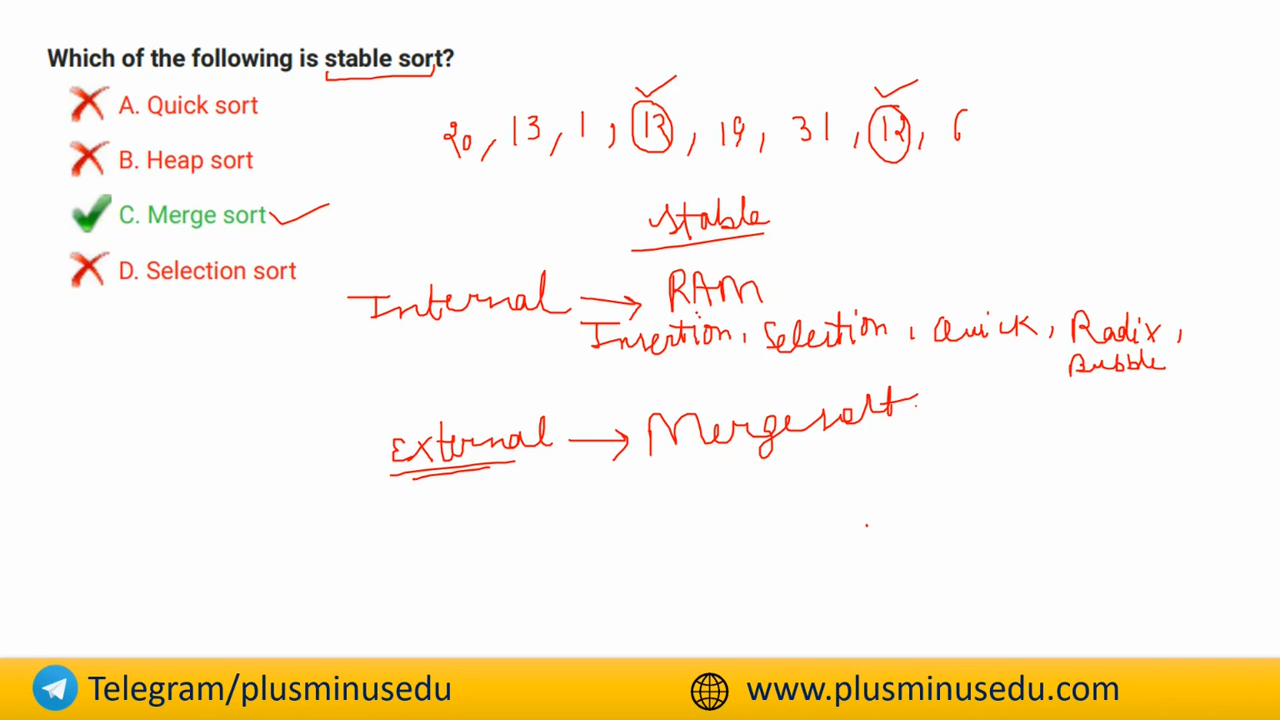 Which of the following is stable sort?
A. Quick sort
B. Heap sort
C. Merge sort
D. Selection sort
20, 13, 1, 12, 19, 31, 12, 6
Stable
Internal → RAM
Insertion, Selection, Quick, Radix,
Bubble
External → Mergesort
Telegram/plusminusedu
www.plusminusedu.com